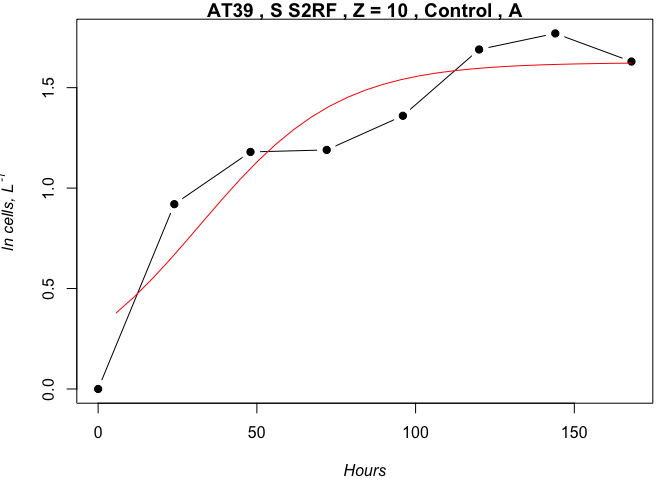 AT39 , S S2RF , Z = 10 , Control , A
ln cells, L⁻¹
1.5
1.0
0.5
0.0
0 50 100 150
Hours